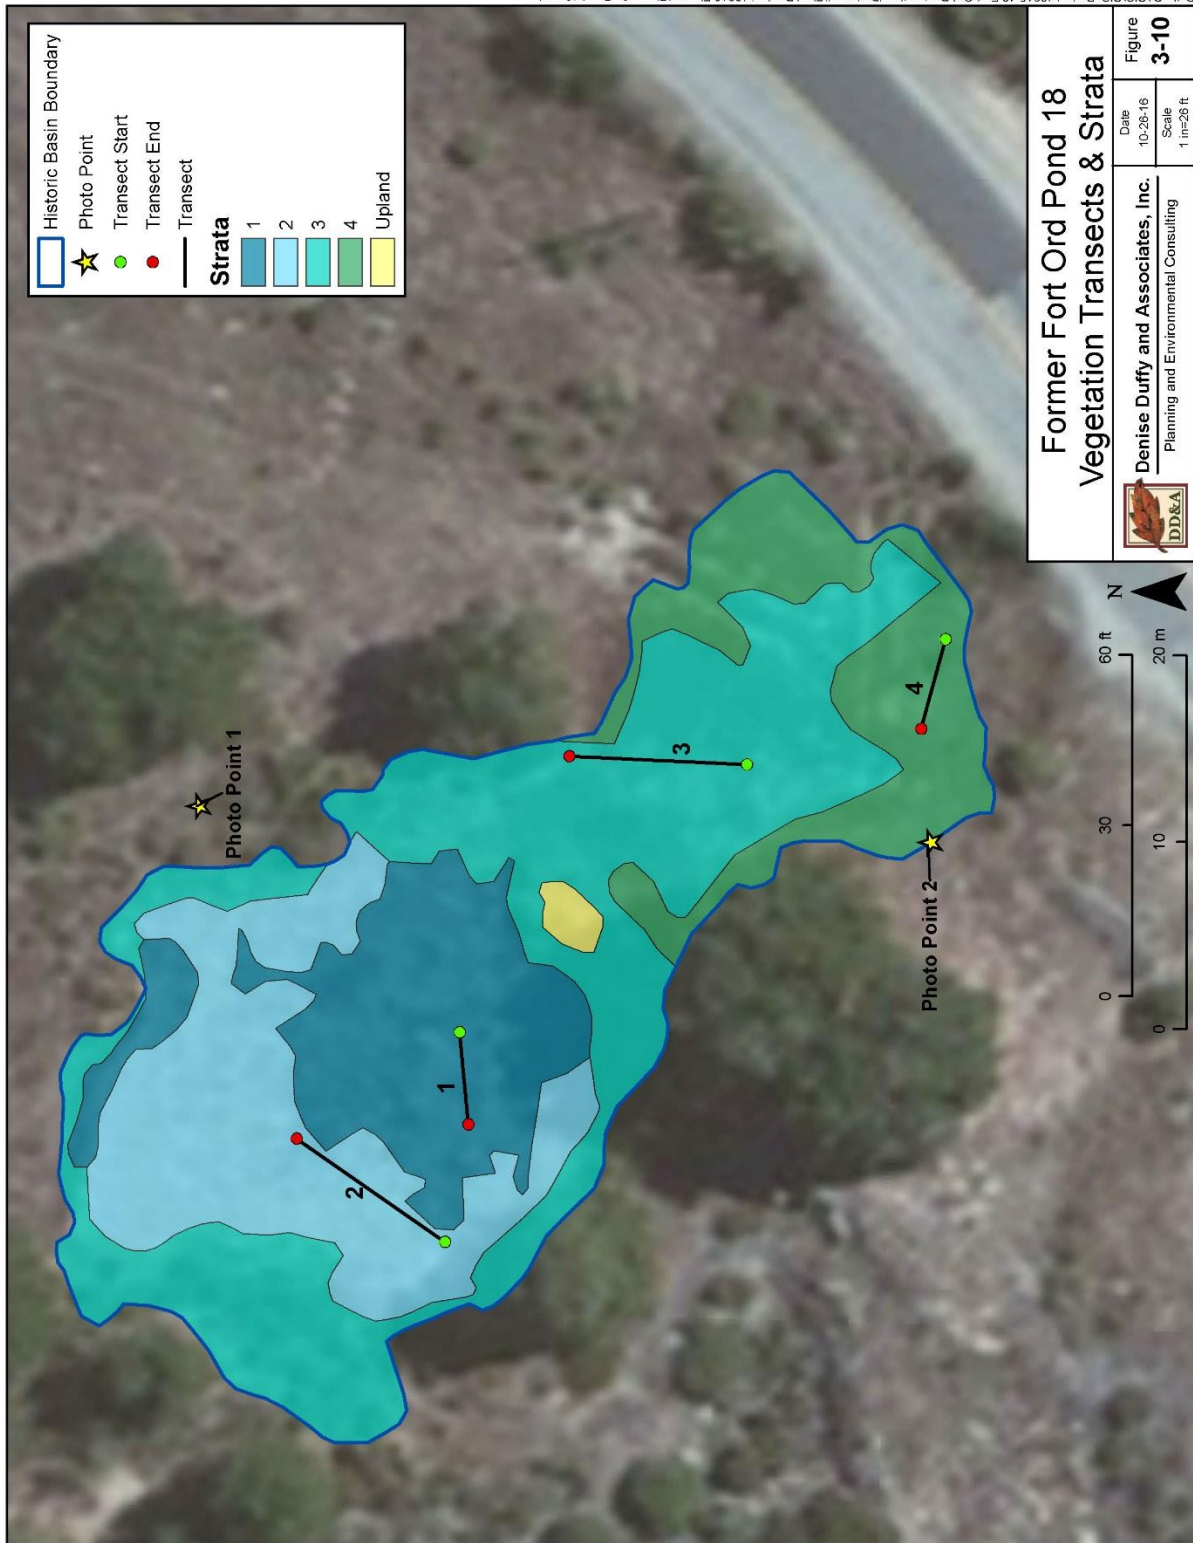 Historic Basin Boundary
Photo Point
Transect Start
Transect End
Transect
Strata
1
2
3
4
Upland
Photo Point 1
2
1
3
4
Photo Point 2
0 30 60 ft
0 10 20 m
N
Former Fort Ord Pond 18
Vegetation Transects & Strata
DD&A
Denise Duffy and Associates, Inc.
Planning and Environmental Consulting
Date
10-26-16
Scale
1 in=26 ft
Figure
3-10